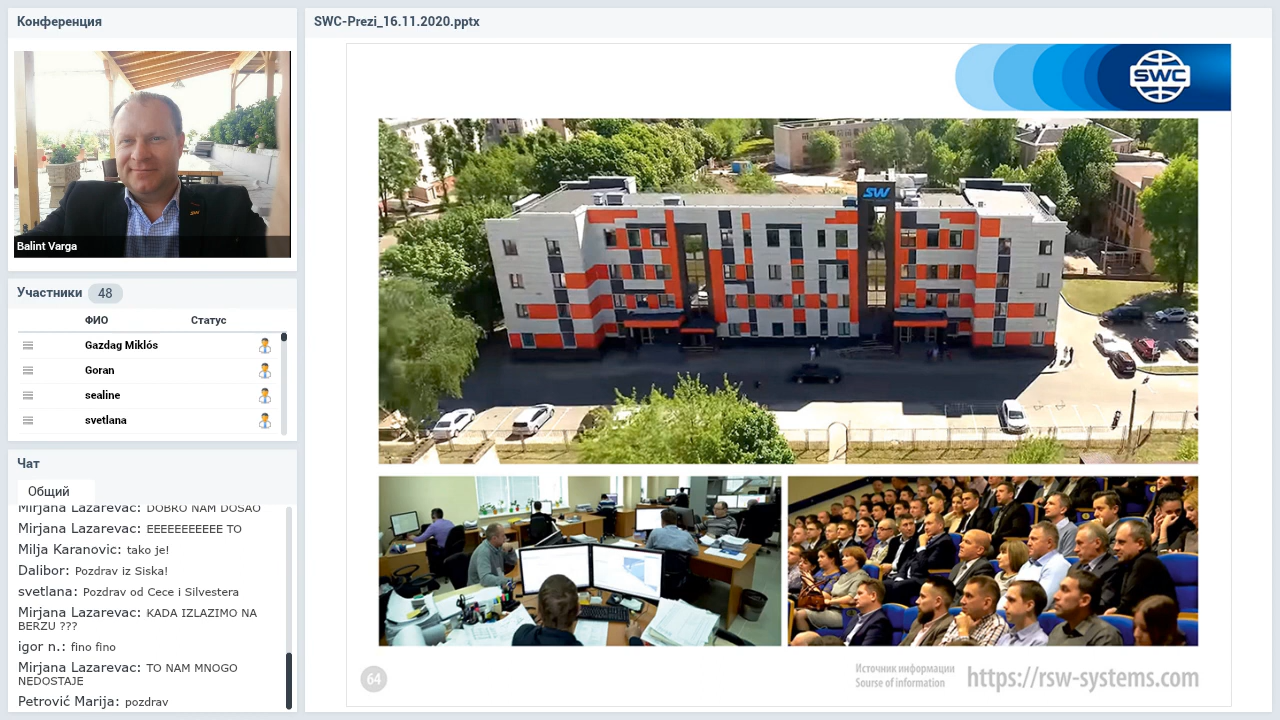 Конференция
Balint Varga
Участники 48
ФИО Статус
Gazdag Miklós
Goran
sealine
svetlana
Чат
Общий
Mirjana Lazarevac: DOBRO NAM DOSAO
Mirjana Lazarevac: EEEEEEEEEEE TO
Milja Karanovic: tako je!
Dalibor: Pozdrav iz Siska!
svetlana: Pozdrav od Cece i Silvestera
Mirjana Lazarevac: KADA IZLAZIMO NA
BERZU ???
igor n.: fino fino
Mirjana Lazarevac: TO NAM MNOGO
NEDOSTAJE
Petrović Marija: pozdrav
SWC-Prezi_16.11.2020.pptx
SWC
SW
64
Источник информации
Sourse of information
https://rsw-systems.com